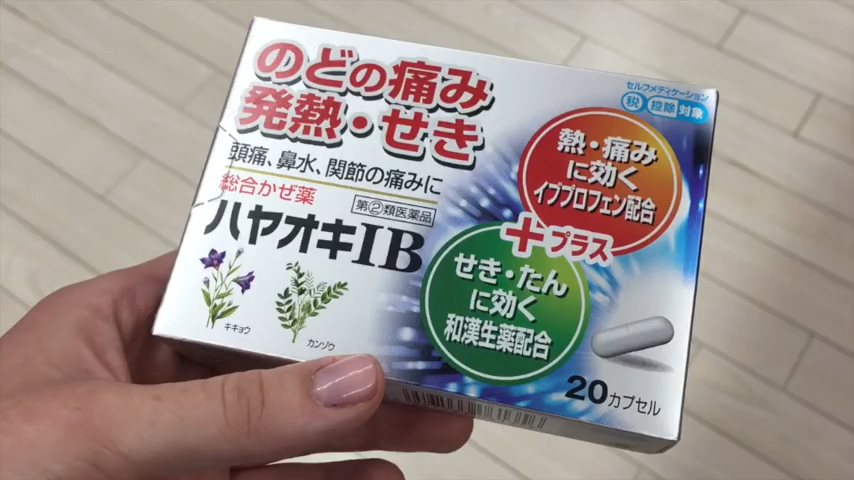 のどの痛み
発熱・せき
頭痛、鼻水、関節の痛みに
総合かぜ薬
第②類医薬品
ハヤオキIB
キキョウ
カンゾウ
セルフメディケーション
税 控除 対象
熱・痛み
に効く
イブプロフェン配合
＋プラス
せき・たん
に効く
和漢生薬配合
20カプセル